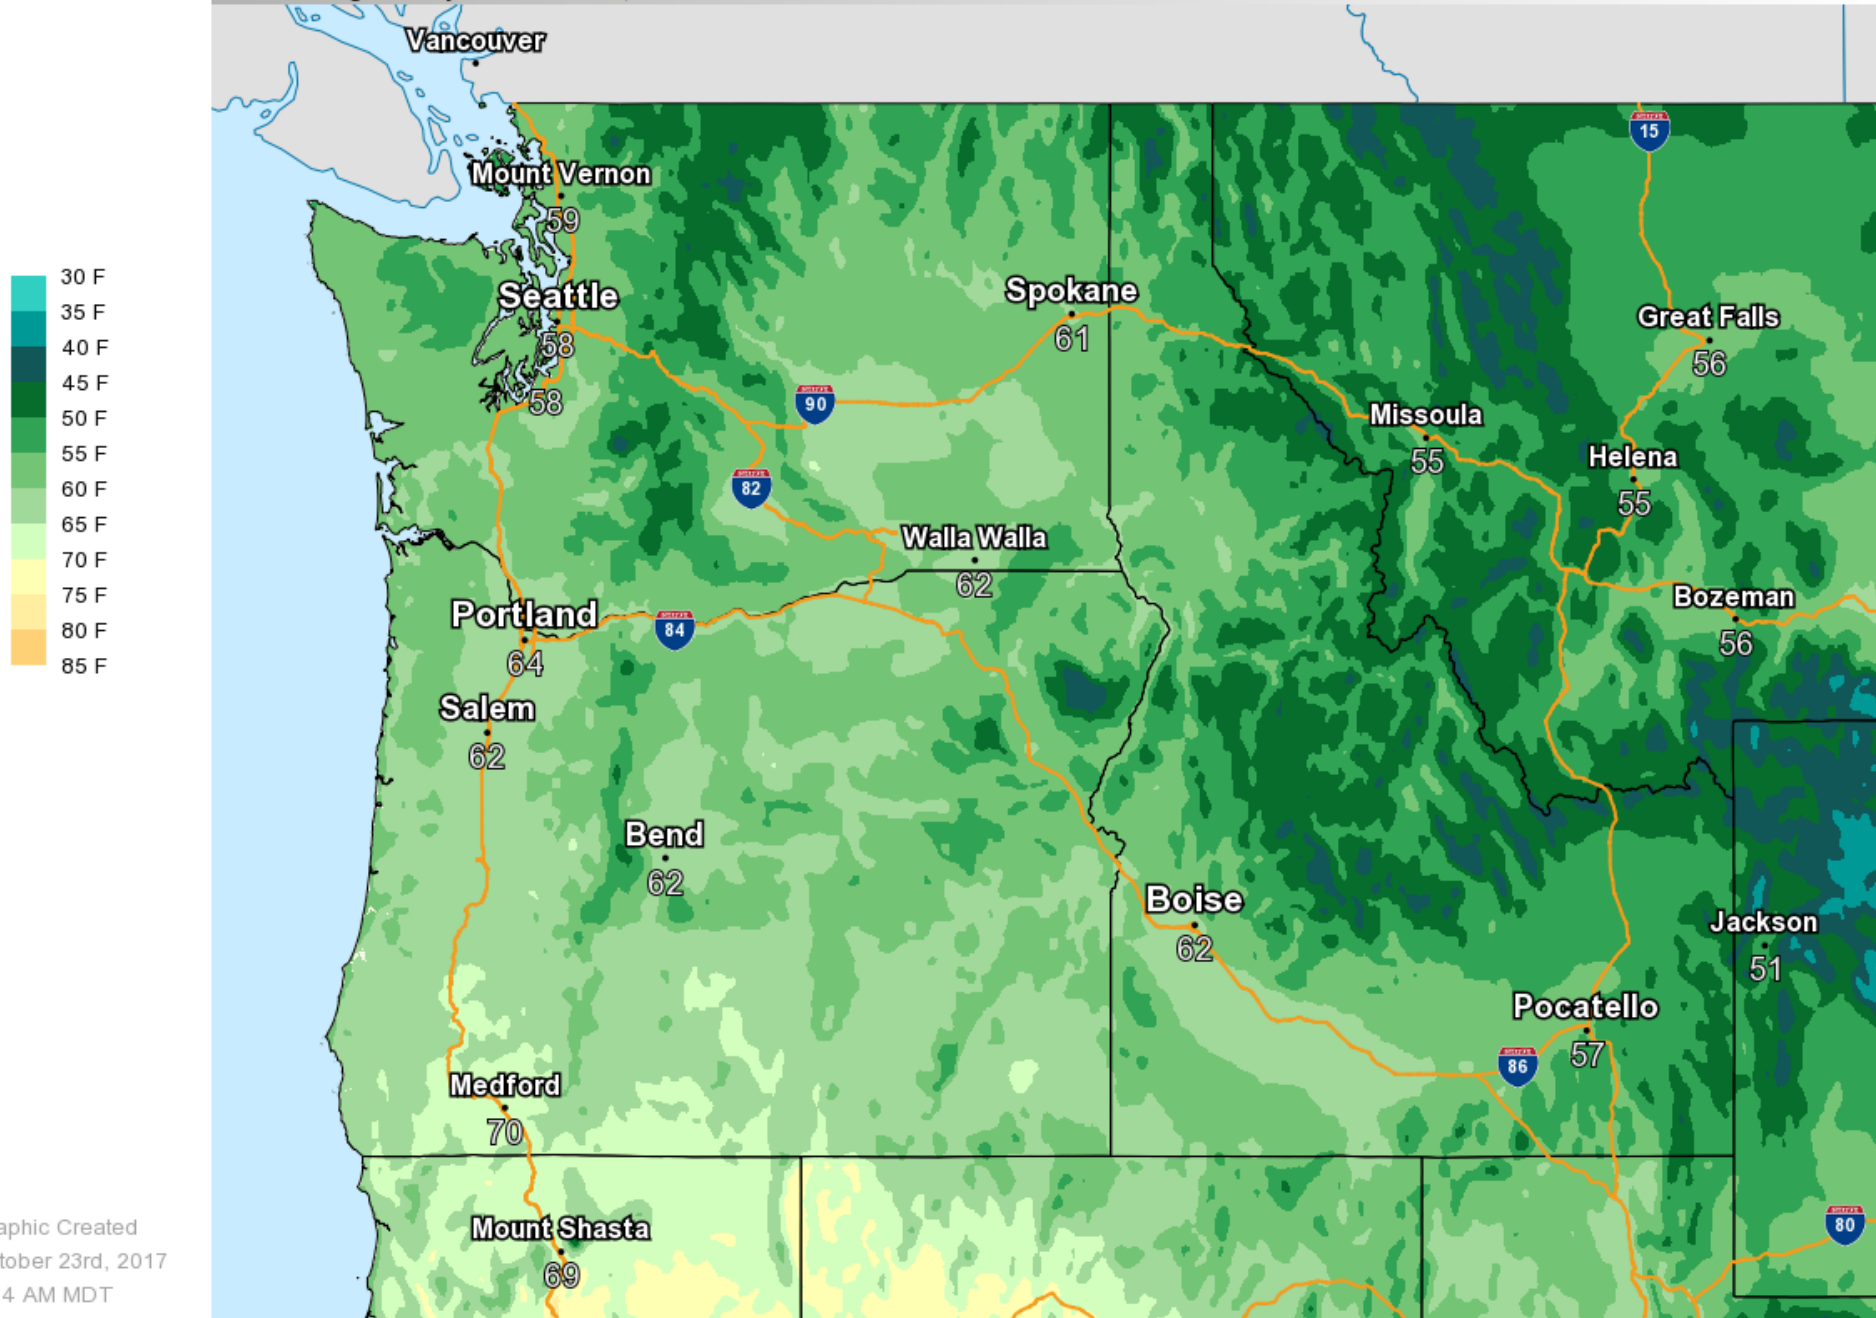 Vancouver
15
Mount Vernon
59
30 F
35 F
40 F
45 F
50 F
55 F
60 F
65 F
70 F
75 F
80 F
85 F
Seattle
58
58
Spokane
61
Great Falls
56
90
Missoula
55
Helena
55
82
Walla Walla
62
Bozeman
56
Portland
64
84
Salem
62
Bend
62
Boise
62
Jackson
51
Pocatello
57
86
Medford
70
Mount Shasta
69
80
aphic Created
tober 23rd, 2017
4 AM MDT